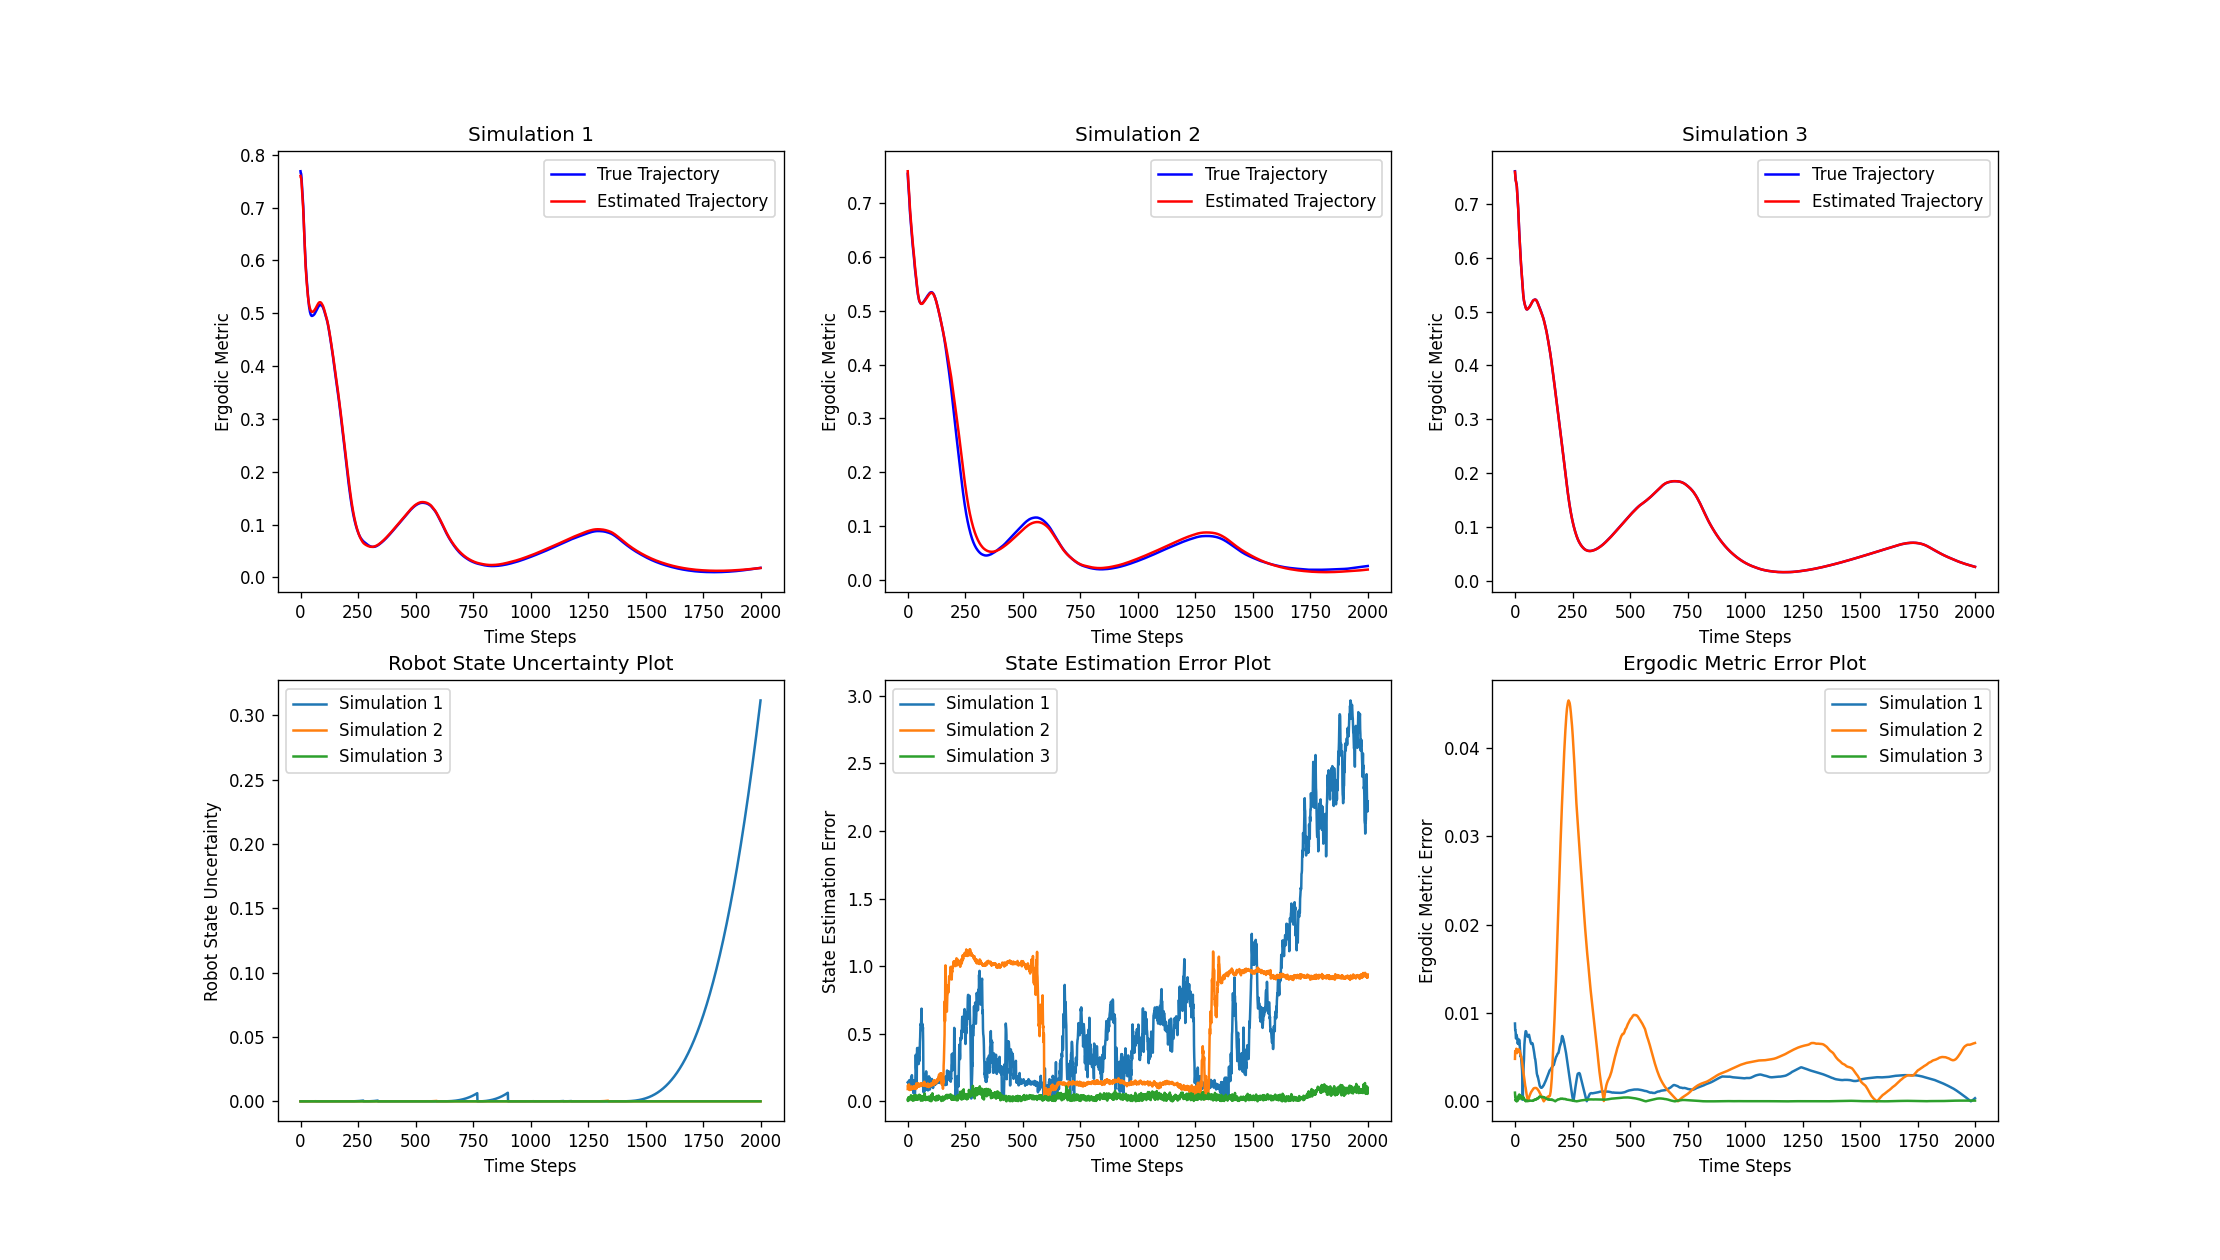 Simulation 1
Simulation 2
Simulation 3
True Trajectory
Estimated Trajectory
True Trajectory
Estimated Trajectory
True Trajectory
Estimated Trajectory
Ergodic Metric
0.8
0.7
0.6
0.5
0.4
0.3
0.2
0.1
0.0
0 250 500 750 1000 1250 1500 1750 2000
Time Steps
Ergodic Metric
0.7
0.6
0.5
0.4
0.3
0.2
0.1
0.0
0 250 500 750 1000 1250 1500 1750 2000
Time Steps
Ergodic Metric
0.7
0.6
0.5
0.4
0.3
0.2
0.1
0.0
0 250 500 750 1000 1250 1500 1750 2000
Time Steps
Robot State Uncertainty Plot
Simulation 1
Simulation 2
Simulation 3
Robot State Uncertainty
0.30
0.25
0.20
0.15
0.10
0.05
0.00
0 250 500 750 1000 1250 1500 1750 2000
Time Steps
State Estimation Error Plot
Simulation 1
Simulation 2
Simulation 3
State Estimation Error
3.0
2.5
2.0
1.5
1.0
0.5
0.0
0 250 500 750 1000 1250 1500 1750 2000
Time Steps
Ergodic Metric Error Plot
Simulation 1
Simulation 2
Simulation 3
Ergodic Metric Error
0.04
0.03
0.02
0.01
0.00
0 250 500 750 1000 1250 1500 1750 2000
Time Steps